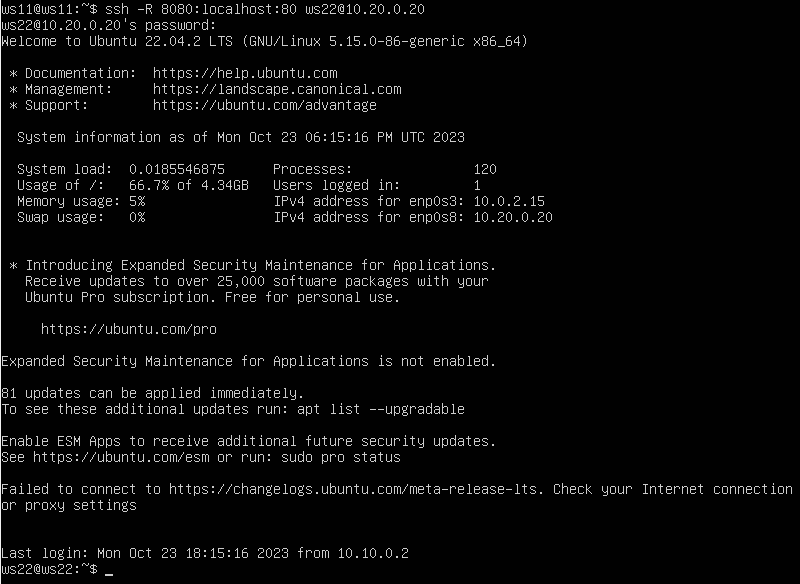 ws11@ws11:~$ ssh -R 8080:localhost:80 ws22@10.20.0.20
ws22@10.20.0.20's password:
Welcome to Ubuntu 22.04.2 LTS (GNU/Linux 5.15.0-86-generic x86_64)

 * Documentation:  https://help.ubuntu.com
 * Management:     https://landscape.canonical.com
 * Support:        https://ubuntu.com/advantage

  System information as of Mon Oct 23 06:15:16 PM UTC 2023

  System load:  0.0185546875      Processes:               120
  Usage of /:   66.7% of 4.34GB   Users logged in:         1
  Memory usage: 5%                IPv4 address for enp0s3: 10.0.2.15
  Swap usage:   0%                IPv4 address for enp0s8: 10.20.0.20

 * Introducing Expanded Security Maintenance for Applications.
   Receive updates to over 25,000 software packages with your
   Ubuntu Pro subscription. Free for personal use.

     https://ubuntu.com/pro

Expanded Security Maintenance for Applications is not enabled.

81 updates can be applied immediately.
To see these additional updates run: apt list --upgradable

Enable ESM Apps to receive additional future security updates.
See https://ubuntu.com/esm or run: sudo pro status

Failed to connect to https://changelogs.ubuntu.com/meta-release-lts. Check your Internet connection
or proxy settings

Last login: Mon Oct 23 18:15:16 2023 from 10.10.0.2
ws22@ws22:~$ _